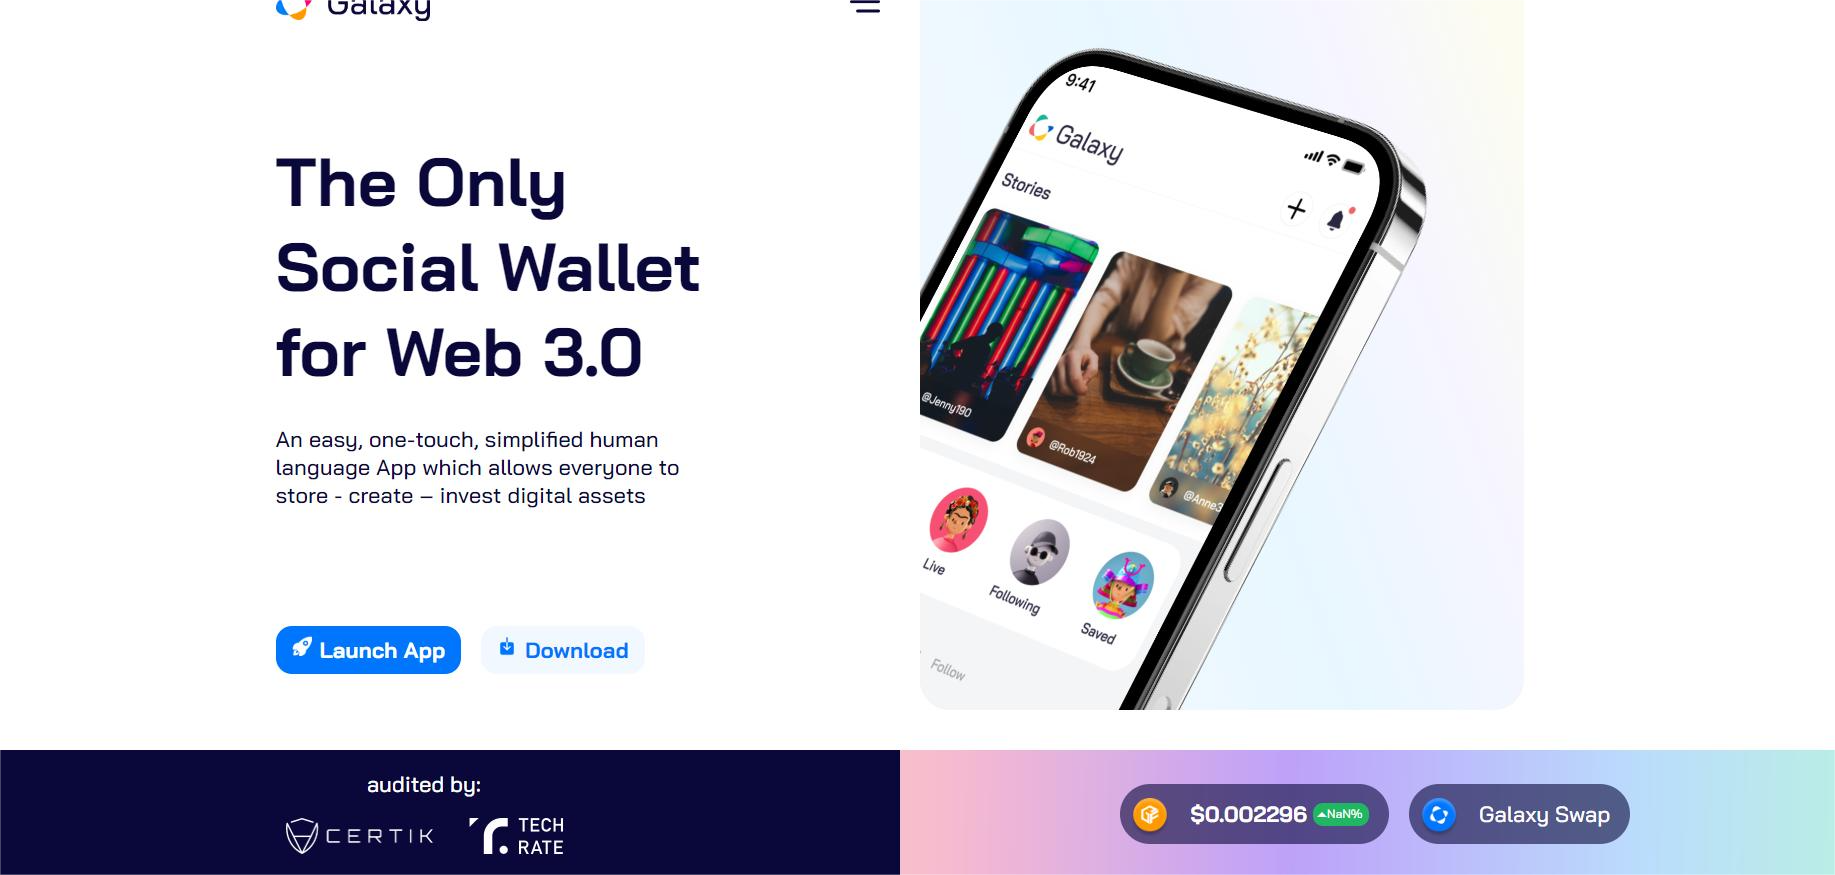 Galaxy
The Only
Social Wallet
for Web 3.0
An easy, one-touch, simplified human
language App which allows everyone to
store - create – invest digital assets
Launch App
Download
9:41
Galaxy
Stories
@Jenny190
@Rob1924
@Anne3
Live
Following
Saved
Follow
audited by:
CERTIK
TECH
RATE
$0.002296 NaN%
Galaxy Swap